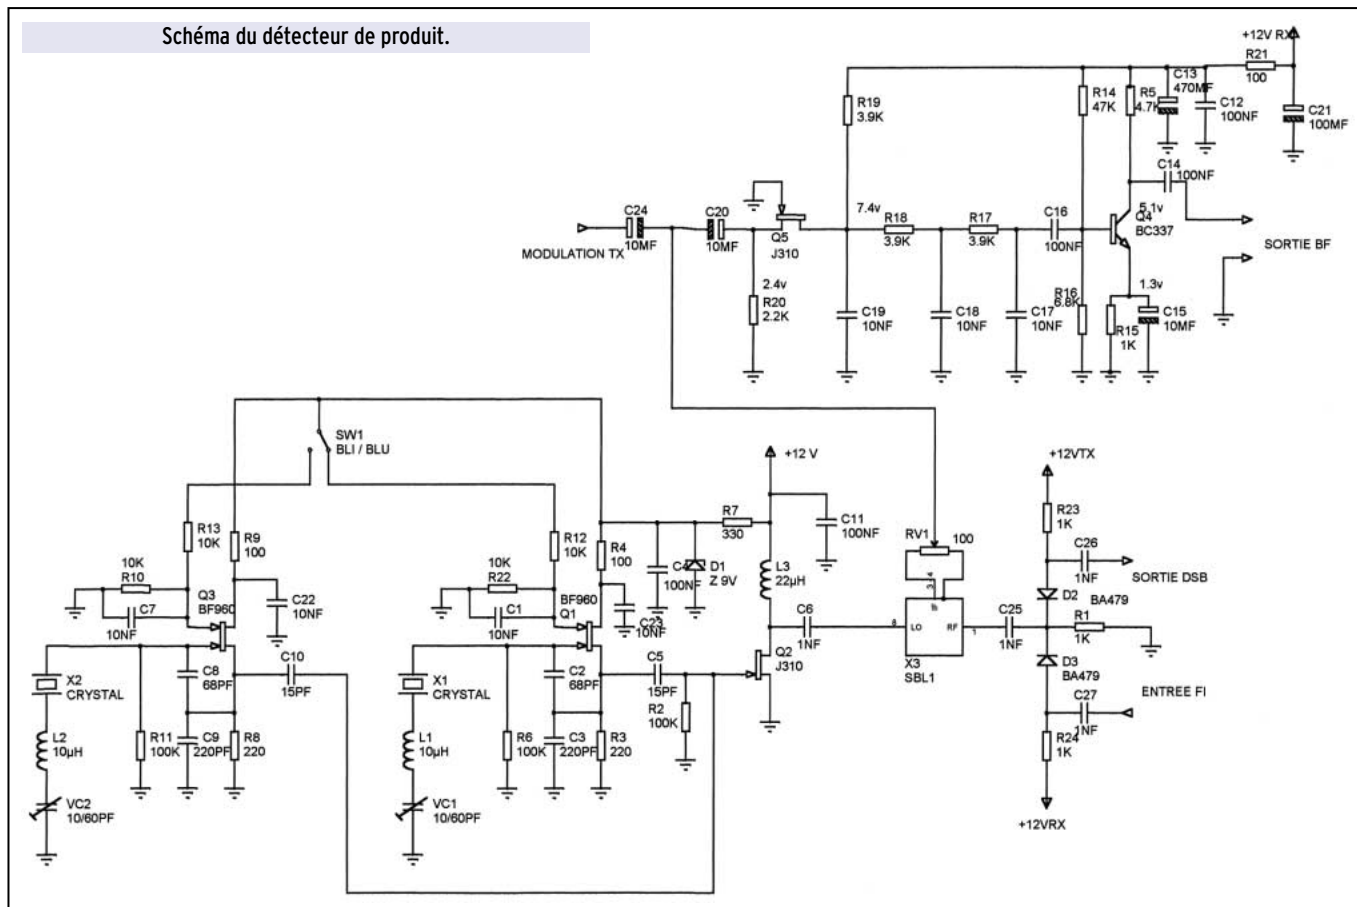 Schéma du détecteur de produit.
+12V RX
R21
100
C13
470MF
R14
47K
R5
4.7K
C12
100NF
C21
100MF
R19
3.9K
C14
100NF
C24
10MF
C20
10MF
MODULATION TX
Q5
J310
7.4v
R18
3.9K
R17
3.9K
C16
100NF
5.1v
Q4
BC337
SORTIE BF
2.4v
R20
2.2K
C19
10NF
C18
10NF
C17
10NF
R16
6.8K
1.3v
R15
1K
C15
10MF
SW1
BLI / BLU
+12 V
+12VTX
R13
10K
R9
100
R12
10K
R4
100
R7
330
C11
100NF
R23
1K
C4
100NF
D1
Z 9V
L3
22µH
RV1
100
C26
1NF
SORTIE DSB
10K
R10
Q3
BF960
C7
10NF
C22
10NF
10K
R22
BF960
Q1
C1
10NF
C23
10NF
C6
1NF
3,4
IF
LO
RF
8
1
X3
SBL1
C25
1NF
D2
BA479
R1
1K
D3
BA479
ENTREE FI
C27
1NF
R24
1K
+12VRX
X2
CRYSTAL
C8
68PF
C10
15PF
X1
CRYSTAL
C2
68PF
C5
15PF
Q2
J310
R2
100K
L2
10µH
R11
100K
C9
220PF
R8
220
L1
10µH
R6
100K
C3
220PF
R3
220
VC2
10/60PF
VC1
10/60PF